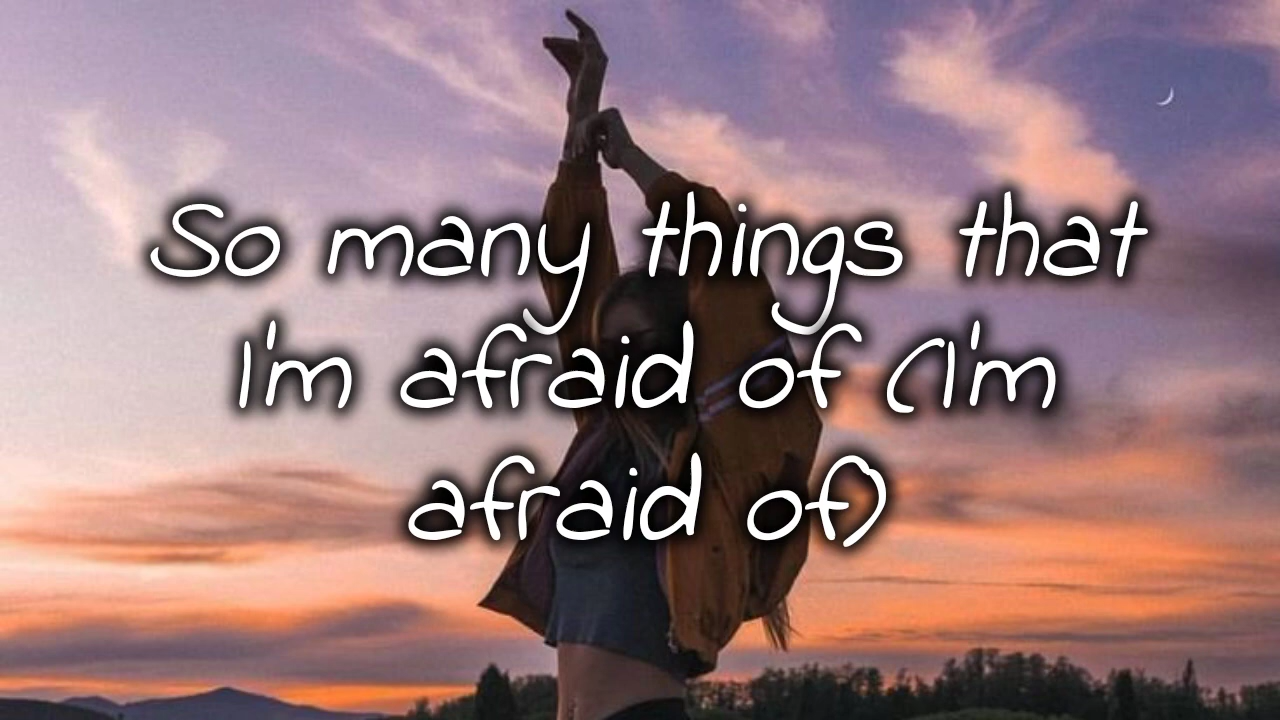 So many things that
I'm afraid of (I'm
afraid of)